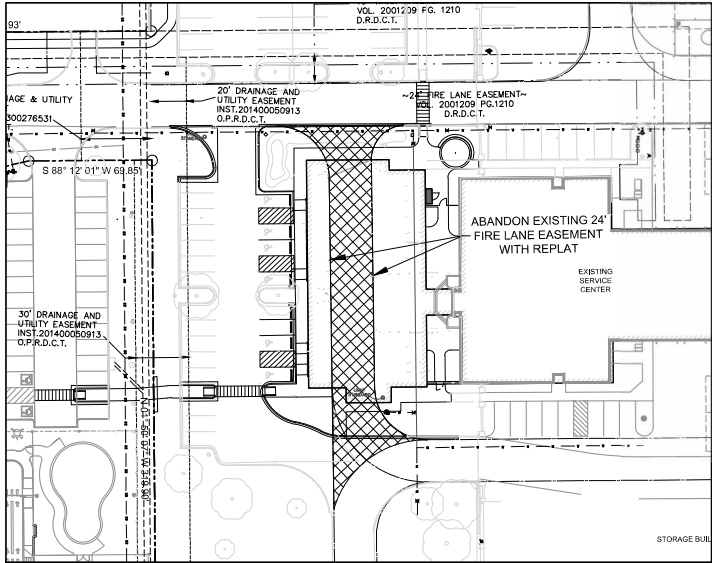 VOL. 2001209 PG. 1210
D.R.D.C.T.
.93'
20' DRAINAGE AND
UTILITY EASEMENT
INST.201400050913
O.P.R.D.C.T.
~24' FIRE LANE EASEMENT~
VOL. 2001209 PG.1210
D.R.D.C.T.
NAGE & UTILITY
300276531
S 88° 12' 01" W 69.85'
ABANDON EXISTING 24'
FIRE LANE EASEMENT
WITH REPLAT
EXISTING
SERVICE
CENTER
30' DRAINAGE AND
UTILITY EASEMENT
INST.201400050913
O.P.R.D.C.T.
STORAGE BUIL